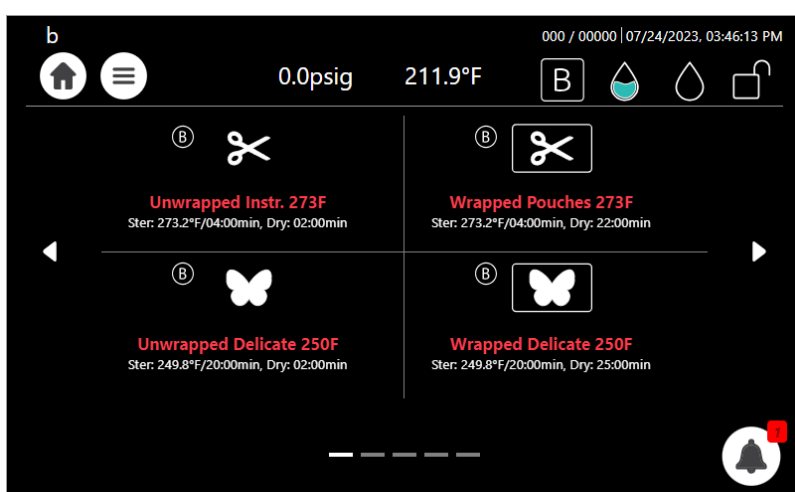 b
000 / 00000 07/24/2023, 03:46:13 PM
0.0psig 211.9°F B
B
Unwrapped Instr. 273F
Ster: 273.2°F/04:00min, Dry: 02:00min
B
Wrapped Pouches 273F
Ster: 273.2°F/04:00min, Dry: 22:00min
B
Unwrapped Delicate 250F
Ster: 249.8°F/20:00min, Dry: 02:00min
B
Wrapped Delicate 250F
Ster: 249.8°F/20:00min, Dry: 25:00min
1